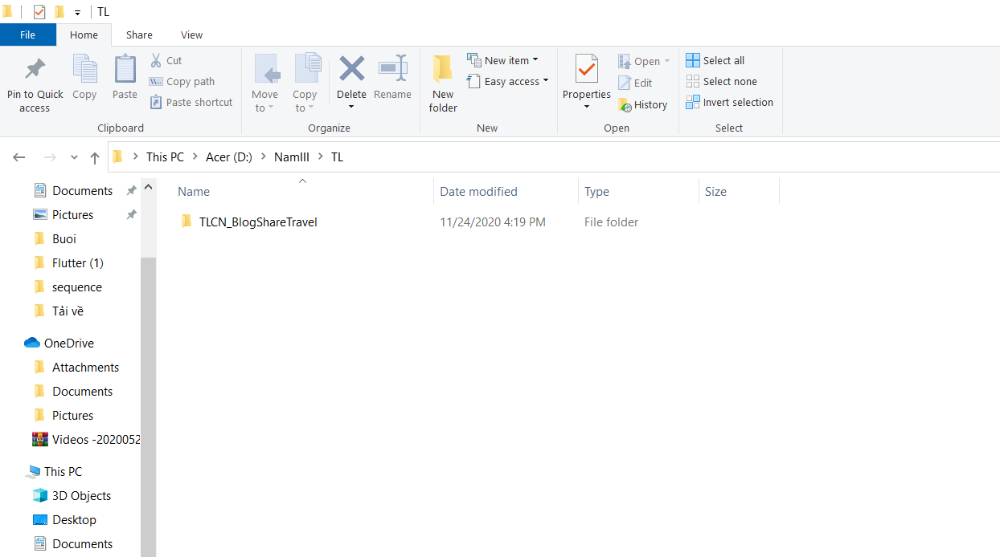 TL
File Home Share View
Pin to Quick access
Copy
Paste
Cut
Copy path
Paste shortcut
Clipboard
Move to
Copy to
Delete
Rename
Organize
New folder
New item
Easy access
New
Properties
Open
Edit
History
Open
Select all
Select none
Invert selection
Select
This PC > Acer (D:) > NamIII > TL
Documents
Pictures
Buoi
Flutter (1)
sequence
Tải về
OneDrive
Attachments
Documents
Pictures
Videos -2020052
This PC
3D Objects
Desktop
Documents
Name Date modified Type Size
TLCN_BlogShareTravel 11/24/2020 4:19 PM File folder